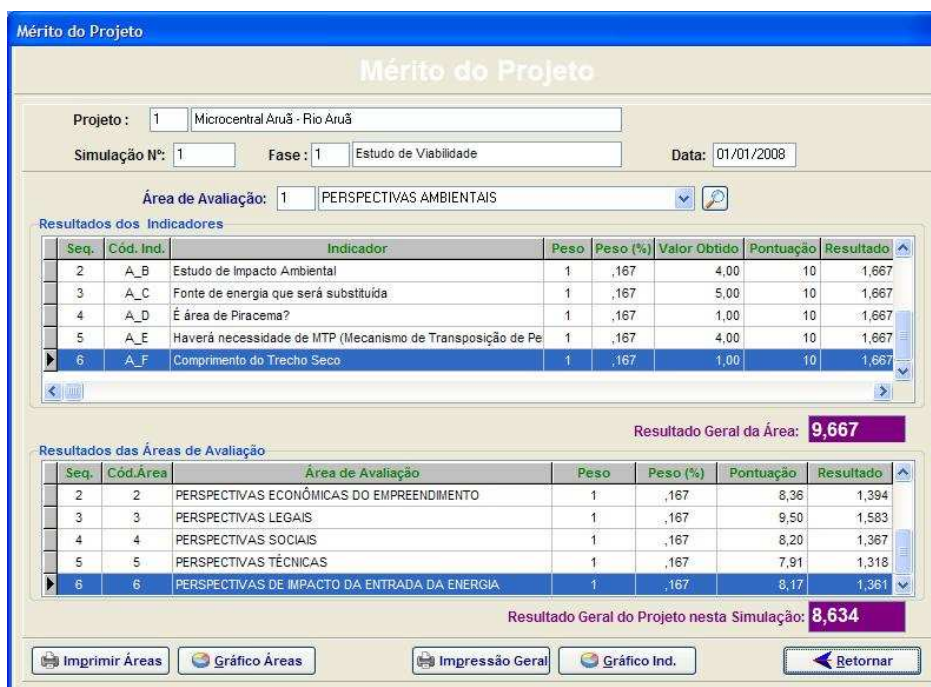 Mérito do Projeto
Mérito do Projeto
Projeto : 1 Microcentral Aruã - Rio Aruã
Simulação Nº: 1 Fase : 1 Estudo de Viabilidade Data: 01/01/2008
Área de Avaliação: 1 PERSPECTIVAS AMBIENTAIS
Resultados dos Indicadores
Seq. Cód. Ind. Indicador Peso Peso (%) Valor Obtido Pontuação Resultado
2 A_B Estudo de Impacto Ambiental 1 ,167 4,00 10 1,667
3 A_C Fonte de energia que será substituída 1 ,167 5,00 10 1,667
4 A_D É área de Piracema? 1 ,167 1,00 10 1,667
5 A_E Haverá necessidade de MTP (Mecanismo de Transposição de Pe 1 ,167 4,00 10 1,667
6 A_F Comprimento do Trecho Seco 1 ,167 1,00 10 1,667
Resultado Geral da Área: 9,667
Resultados das Áreas de Avaliação
Seq. Cód.Área Área de Avaliação Peso Peso (%) Pontuação Resultado
2 2 PERSPECTIVAS ECONÔMICAS DO EMPREENDIMENTO 1 ,167 8,36 1,394
3 3 PERSPECTIVAS LEGAIS 1 ,167 9,50 1,583
4 4 PERSPECTIVAS SOCIAIS 1 ,167 8,20 1,367
5 5 PERSPECTIVAS TÉCNICAS 1 ,167 7,91 1,318
6 6 PERSPECTIVAS DE IMPACTO DA ENTRADA DA ENERGIA 1 ,167 8,17 1,361
Resultado Geral do Projeto nesta Simulação: 8,634
Imprimir Áreas Gráfico Áreas Impressão Geral Gráfico Ind. Retornar